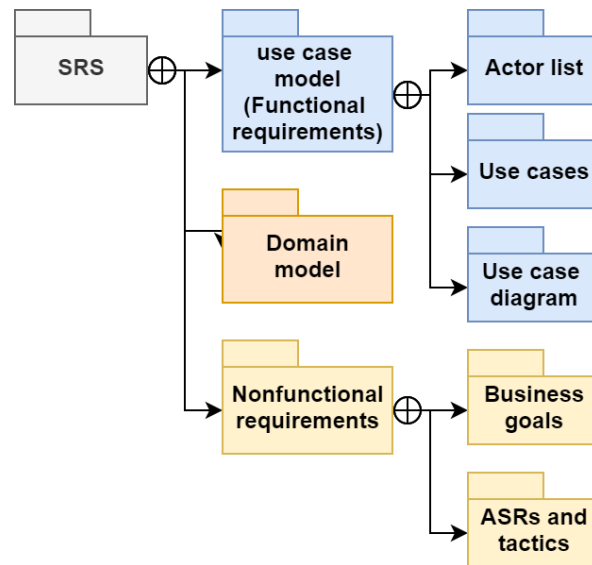 SRS
use case
model
(Functional
requirements)
Actor list
Use cases
Use case
diagram
Domain
model
Nonfunctional
requirements
Business
goals
ASRs and
tactics